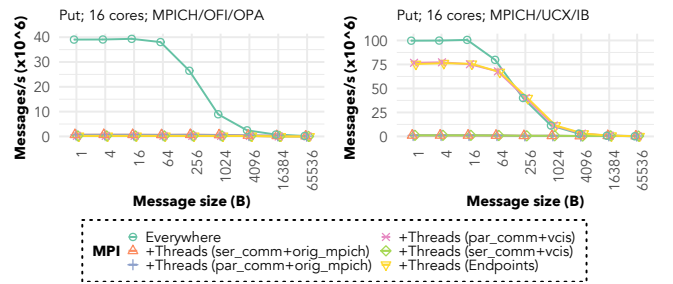 Put; 16 cores; MPICH/OFI/OPA
Messages/s (x10^6)
40
30
20
10
0
1
4
16
64
256
1024
4096
16384
65536
Message size (B)
Put; 16 cores; MPICH/UCX/IB
Messages/s (x10^6)
100
75
50
25
0
1
4
16
64
256
1024
4096
16384
65536
Message size (B)
MPI
Everywhere
+Threads (ser_comm+orig_mpich)
+Threads (par_comm+orig_mpich)
+Threads (par_comm+vcis)
+Threads (ser_comm+vcis)
+Threads (Endpoints)